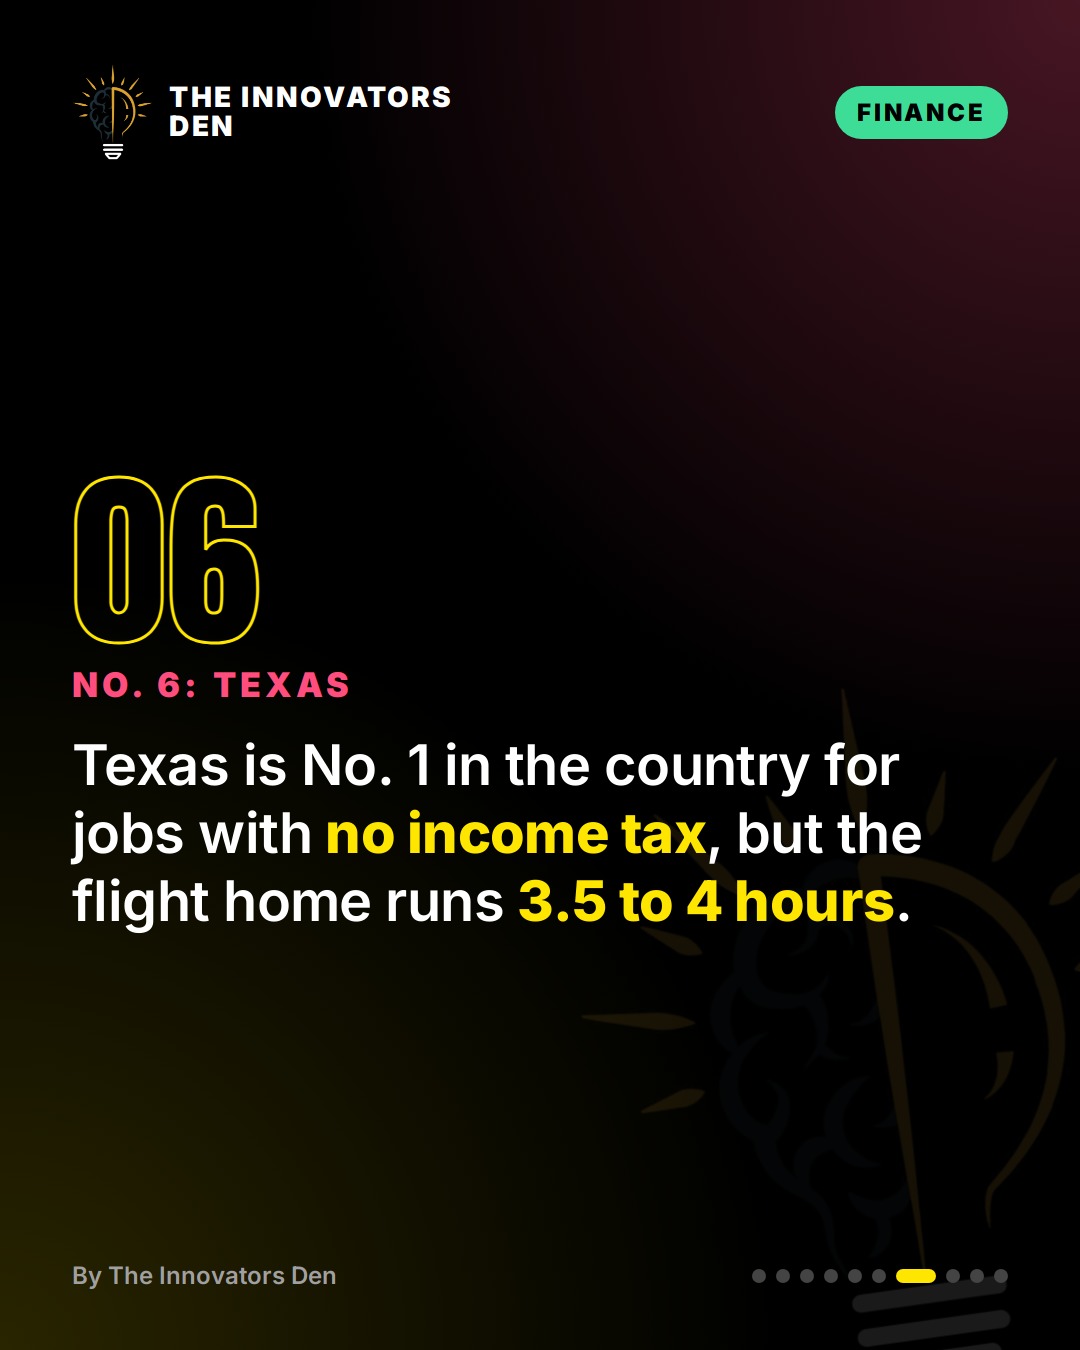 THE INNOVATORS
DEN
FINANCE
06
NO. 6: TEXAS
Texas is No. 1 in the country for
jobs with no income tax, but the
flight home runs 3.5 to 4 hours.
By The Innovators Den